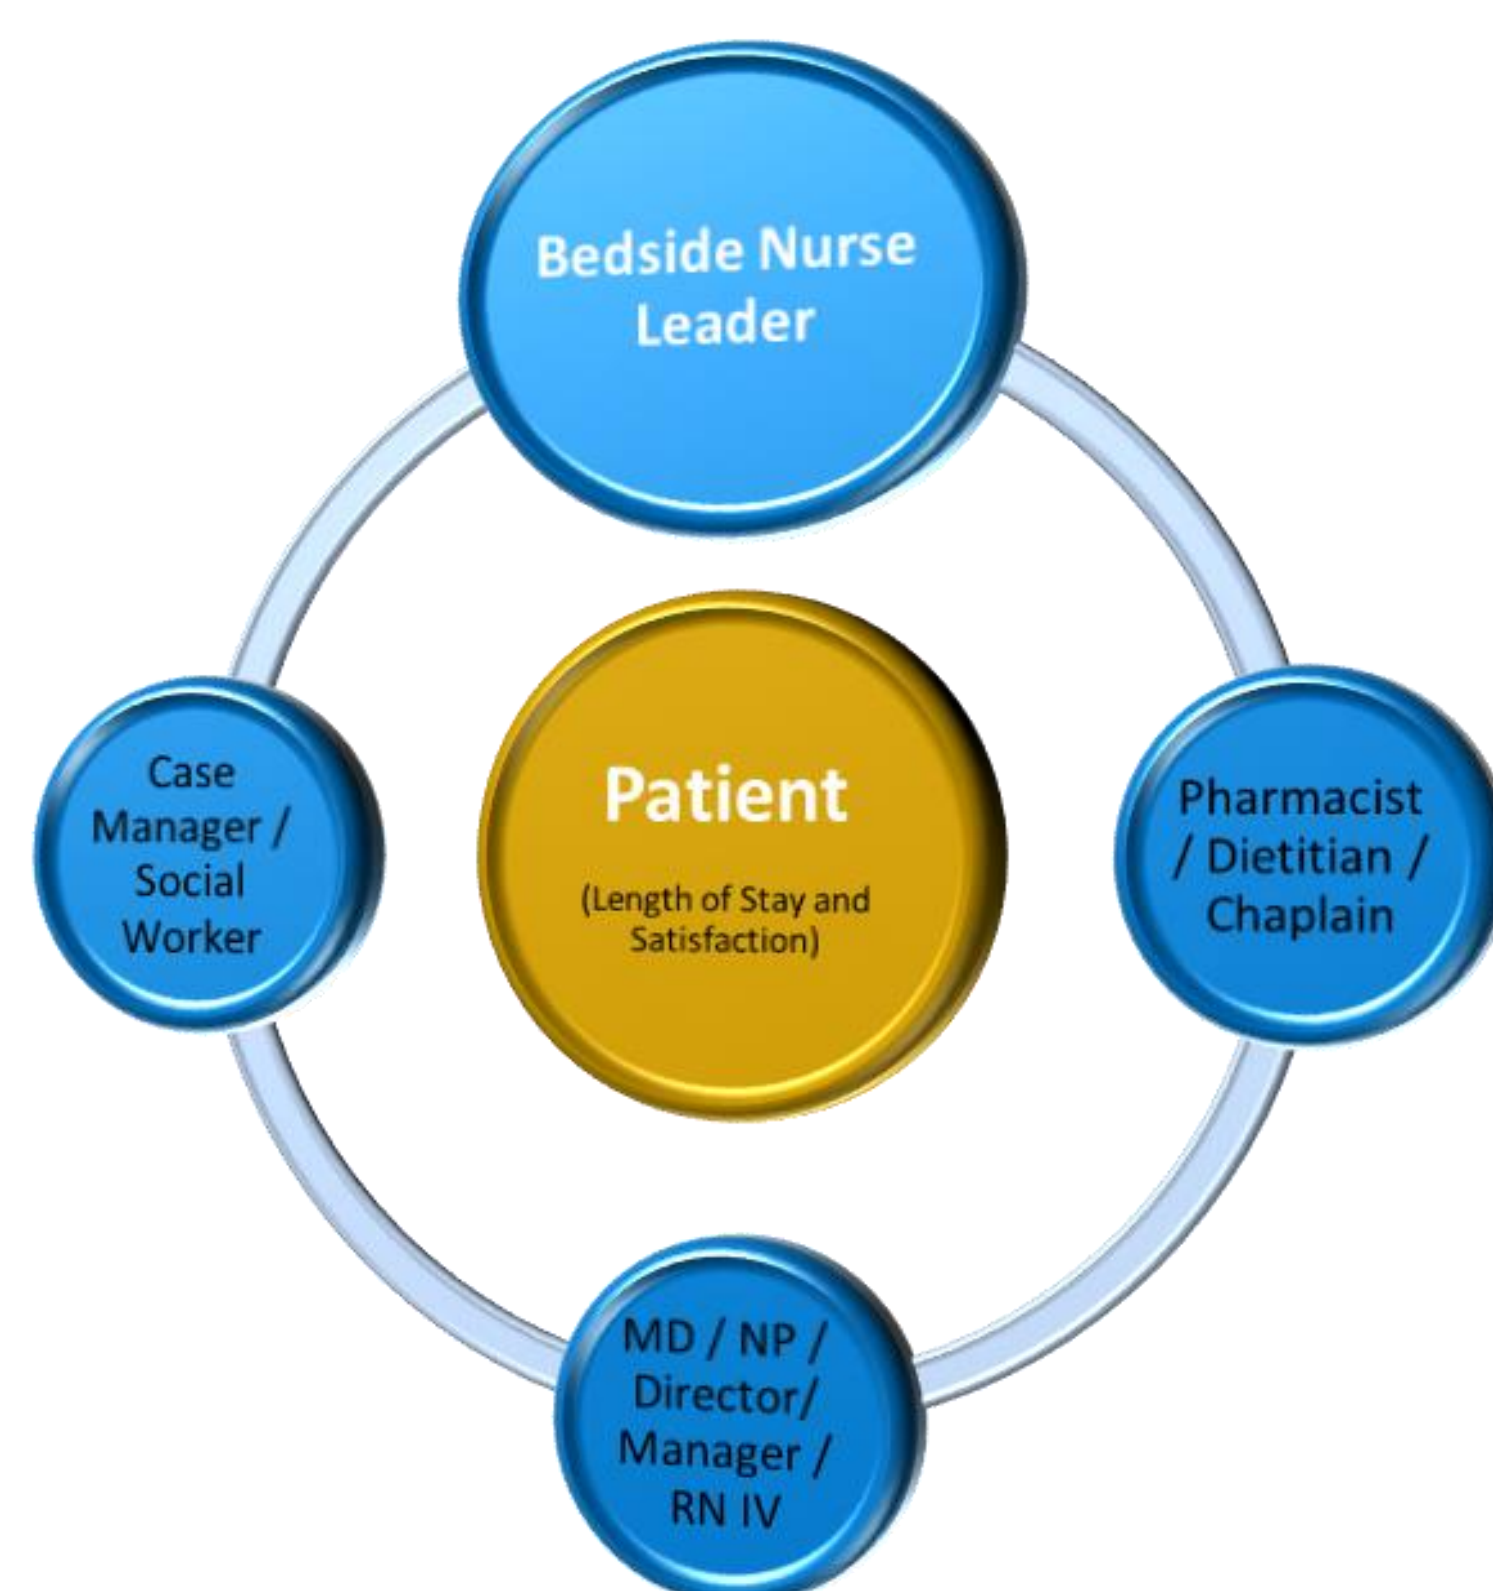 Bedside Nurse
Leader
Case
Manager /
Social
Worker
Patient
(Length of Stay and
Satisfaction)
Pharmacist
/ Dietitian /
Chaplain
MD / NP /
Director/
Manager /
RN IV